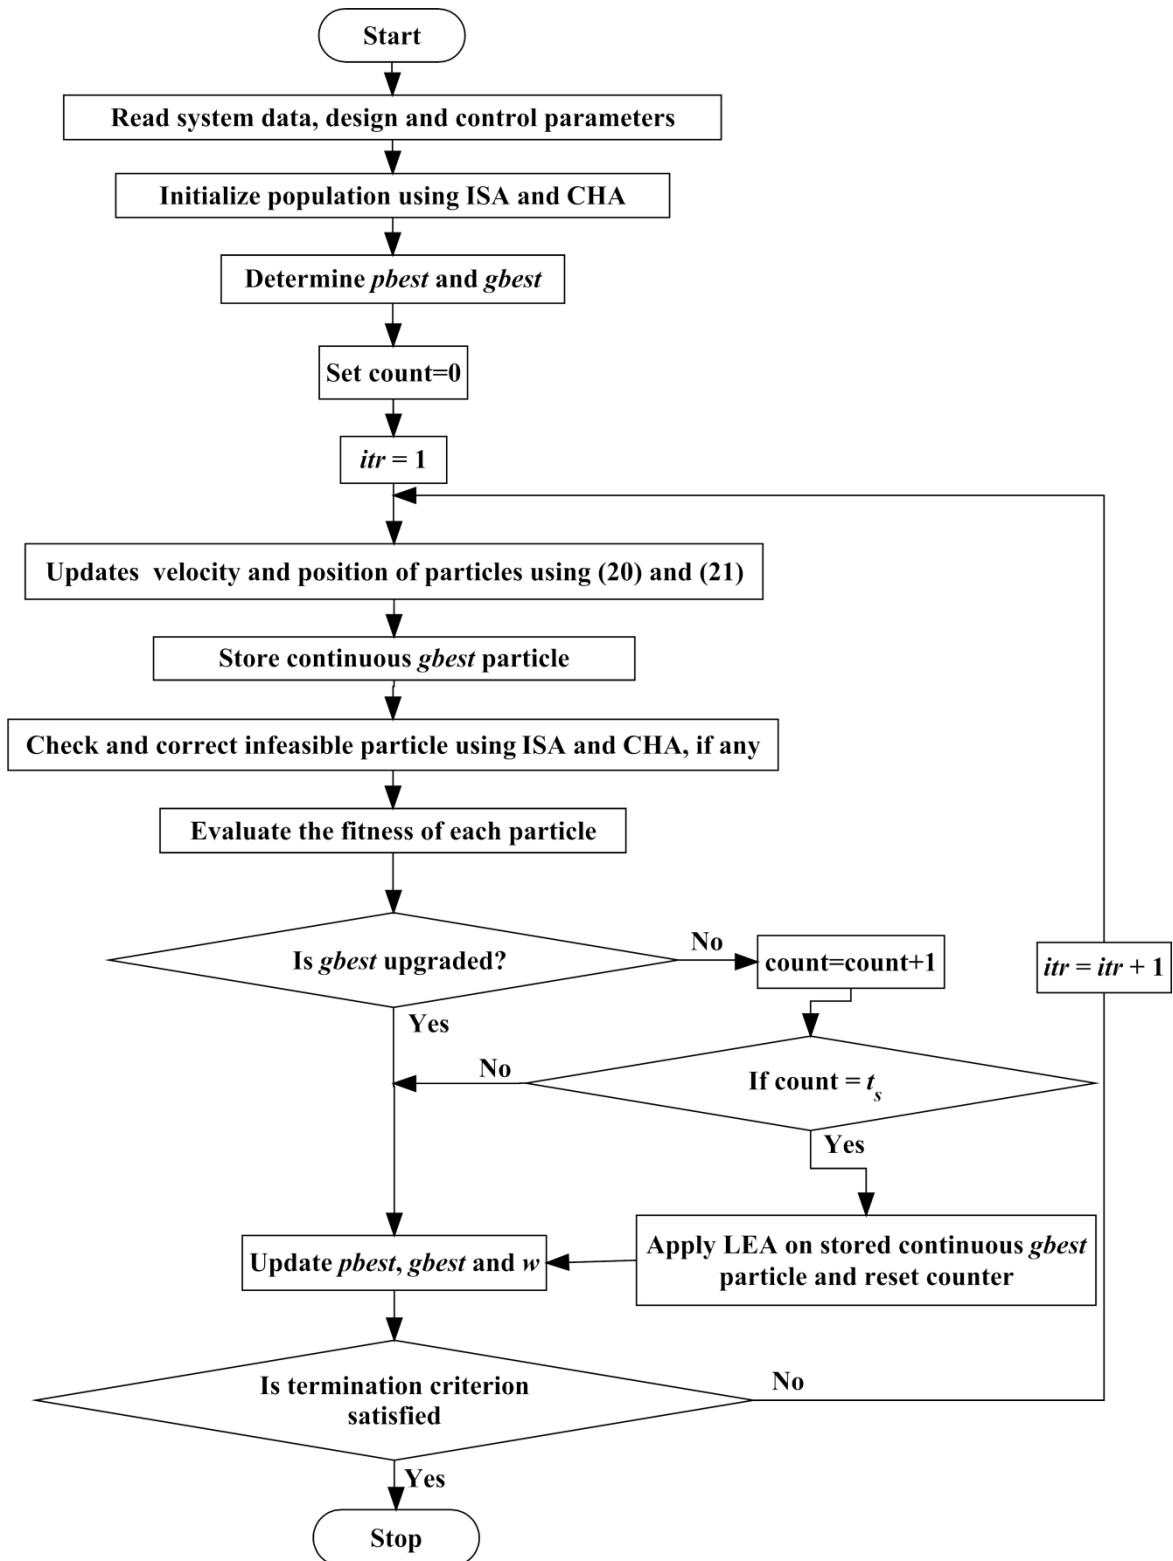 Start
Read system data, design and control parameters
Initialize population using ISA and CHA
Determine pbest and gbest
Set count=0
itr = 1
Updates velocity and position of particles using (20) and (21)
Store continuous gbest particle
Check and correct infeasible particle using ISA and CHA, if any
Evaluate the fitness of each particle
Is gbest upgraded?
No
count=count+1
itr = itr + 1
Yes
No
If count = t_s
Yes
Apply LEA on stored continuous gbest
particle and reset counter
Update pbest, gbest and w
Is termination criterion
satisfied
No
Yes
Stop